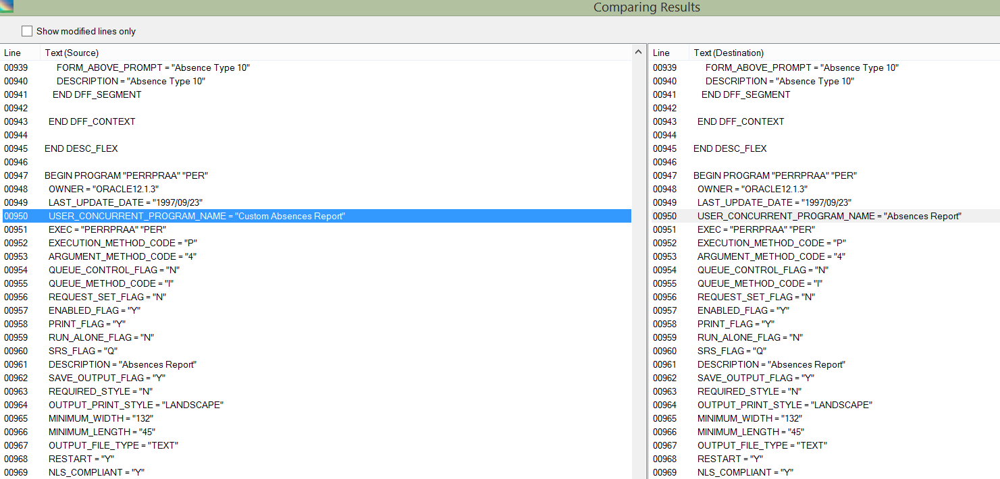 Comparing Results
Show modified lines only
Line Text (Source)
00939 FORM_ABOVE_PROMPT = "Absence Type 10"
00940 DESCRIPTION = "Absence Type 10"
00941 END DFF_SEGMENT
00942
00943 END DFF_CONTEXT
00944
00945 END DESC_FLEX
00946
00947 BEGIN PROGRAM "PERRPRAA" "PER"
00948 OWNER = "ORACLE12.1.3"
00949 LAST_UPDATE_DATE = "1997/09/23"
00950 USER_CONCURRENT_PROGRAM_NAME = "Custom Absences Report"
00951 EXEC = "PERRPRAA" "PER"
00952 EXECUTION_METHOD_CODE = "P"
00953 ARGUMENT_METHOD_CODE = "4"
00954 QUEUE_CONTROL_FLAG = "N"
00955 QUEUE_METHOD_CODE = "I"
00956 REQUEST_SET_FLAG = "N"
00957 ENABLED_FLAG = "Y"
00958 PRINT_FLAG = "Y"
00959 RUN_ALONE_FLAG = "N"
00960 SRS_FLAG = "Q"
00961 DESCRIPTION = "Absences Report"
00962 SAVE_OUTPUT_FLAG = "Y"
00963 REQUIRED_STYLE = "N"
00964 OUTPUT_PRINT_STYLE = "LANDSCAPE"
00965 MINIMUM_WIDTH = "132"
00966 MINIMUM_LENGTH = "45"
00967 OUTPUT_FILE_TYPE = "TEXT"
00968 RESTART = "Y"
00969 NLS_COMPLIANT = "Y"
Line Text (Destination)
00939 FORM_ABOVE_PROMPT = "Absence Type 10"
00940 DESCRIPTION = "Absence Type 10"
00941 END DFF_SEGMENT
00942
00943 END DFF_CONTEXT
00944
00945 END DESC_FLEX
00946
00947 BEGIN PROGRAM "PERRPRAA" "PER"
00948 OWNER = "ORACLE12.1.3"
00949 LAST_UPDATE_DATE = "1997/09/23"
00950 USER_CONCURRENT_PROGRAM_NAME = "Absences Report"
00951 EXEC = "PERRPRAA" "PER"
00952 EXECUTION_METHOD_CODE = "P"
00953 ARGUMENT_METHOD_CODE = "4"
00954 QUEUE_CONTROL_FLAG = "N"
00955 QUEUE_METHOD_CODE = "I"
00956 REQUEST_SET_FLAG = "N"
00957 ENABLED_FLAG = "Y"
00958 PRINT_FLAG = "Y"
00959 RUN_ALONE_FLAG = "N"
00960 SRS_FLAG = "Q"
00961 DESCRIPTION = "Absences Report"
00962 SAVE_OUTPUT_FLAG = "Y"
00963 REQUIRED_STYLE = "N"
00964 OUTPUT_PRINT_STYLE = "LANDSCAPE"
00965 MINIMUM_WIDTH = "132"
00966 MINIMUM_LENGTH = "45"
00967 OUTPUT_FILE_TYPE = "TEXT"
00968 RESTART = "Y"
00969 NLS_COMPLIANT = "Y"